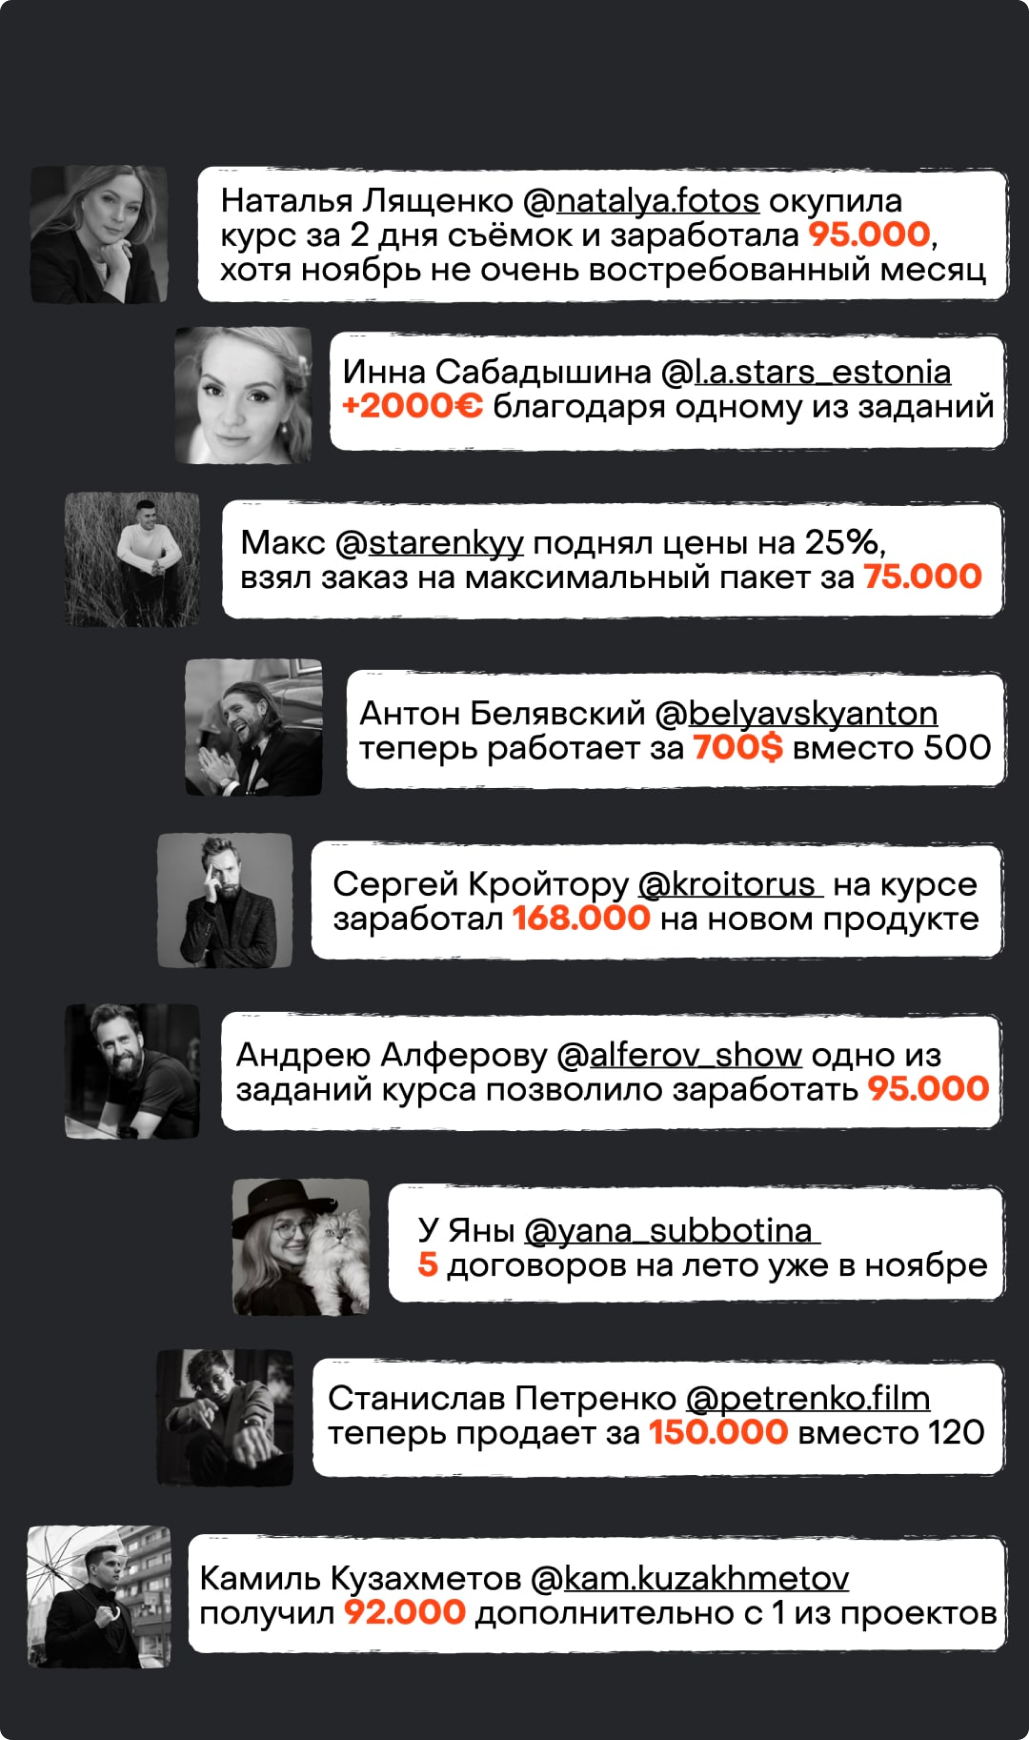 Наталья Лященко @natalya.fotos окупила
курс за 2 дня съёмок и заработала 95.000,
хотя ноябрь не очень востребованный месяц
Инна Сабадышина @l.a.stars_estonia
+2000€ благодаря одному из заданий
Макс @starenkyy поднял цены на 25%,
взял заказ на максимальный пакет за 75.000
Антон Белявский @belyavskyanton
теперь работает за 700$ вместо 500
Сергей Кройтору @kroitorus на курсе
заработал 168.000 на новом продукте
Андрею Алферову @alferov_show одно из
заданий курса позволило заработать 95.000
У Яны @yana_subbotina
5 договоров на лето уже в ноябре
Станислав Петренко @petrenko.film
теперь продает за 150.000 вместо 120
Камиль Кузахметов @kam.kuzakhmetov
получил 92.000 дополнительно с 1 из проектов